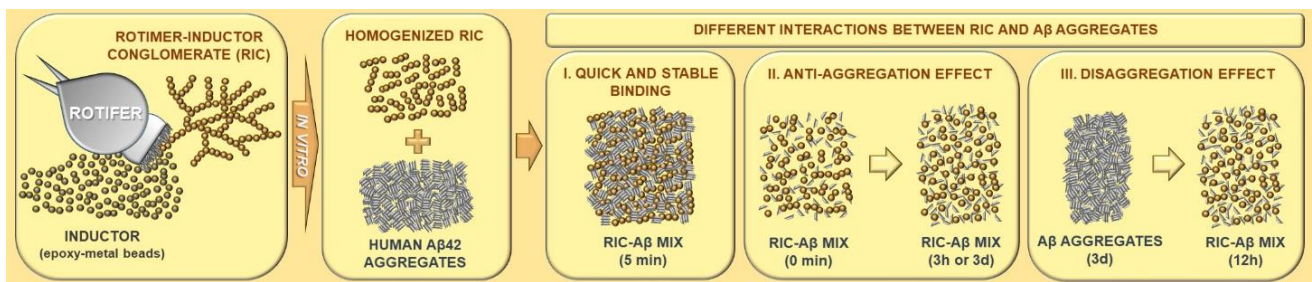 ROTIMER-INDUCTOR
CONGLOMERATE (RIC)
ROTIFER
INDUCTOR
(epoxy-metal beads)
IN VITRO
HOMOGENIZED RIC
HUMAN Aβ42
AGGREGATES
DIFFERENT INTERACTIONS BETWEEN RIC AND Aβ AGGREGATES
I. QUICK AND STABLE
BINDING
RIC-Aβ MIX
(5 min)
II. ANTI-AGGREGATION EFFECT
RIC-Aβ MIX
(0 min)
RIC-Aβ MIX
(3h or 3d)
III. DISAGGREGATION EFFECT
Aβ AGGREGATES
(3d)
RIC-Aβ MIX
(12h)